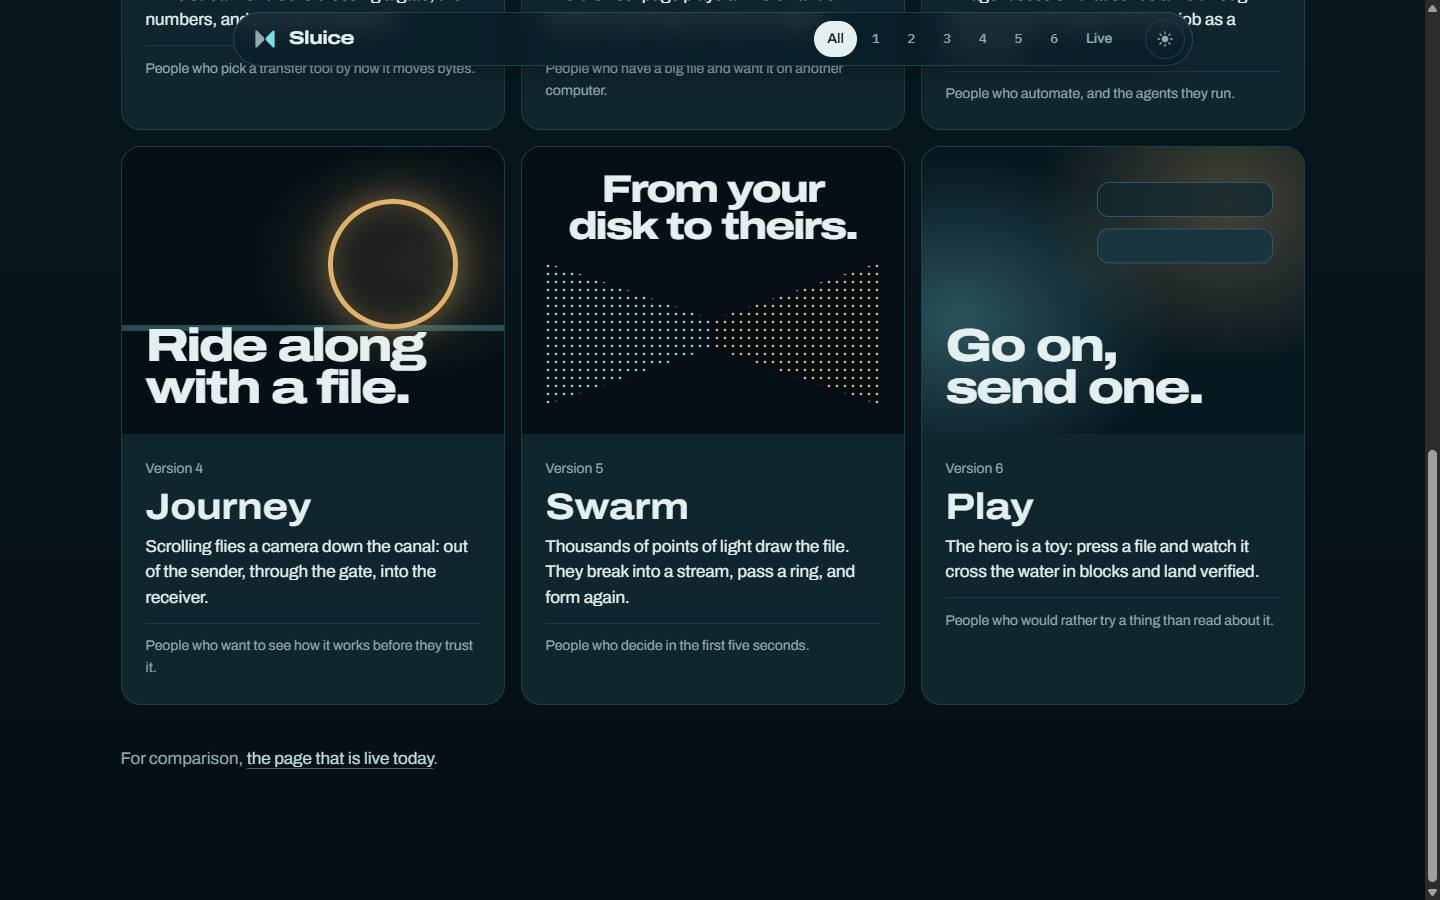 numbers, and
Sluice
All 1 2 3 4 5 6 Live
job as a
People who pick a transfer tool by how it moves bytes.
People who have a big file and want it on another
computer.
People who automate, and the agents they run.
Ride along
with a file.
Version 4
Journey
Scrolling flies a camera down the canal: out
of the sender, through the gate, into the
receiver.
People who want to see how it works before they trust
it.
From your
disk to theirs.
Version 5
Swarm
Thousands of points of light draw the file.
They break into a stream, pass a ring, and
form again.
People who decide in the first five seconds.
Go on,
send one.
Version 6
Play
The hero is a toy: press a file and watch it
cross the water in blocks and land verified.
People who would rather try a thing than read about it.
For comparison, the page that is live today.